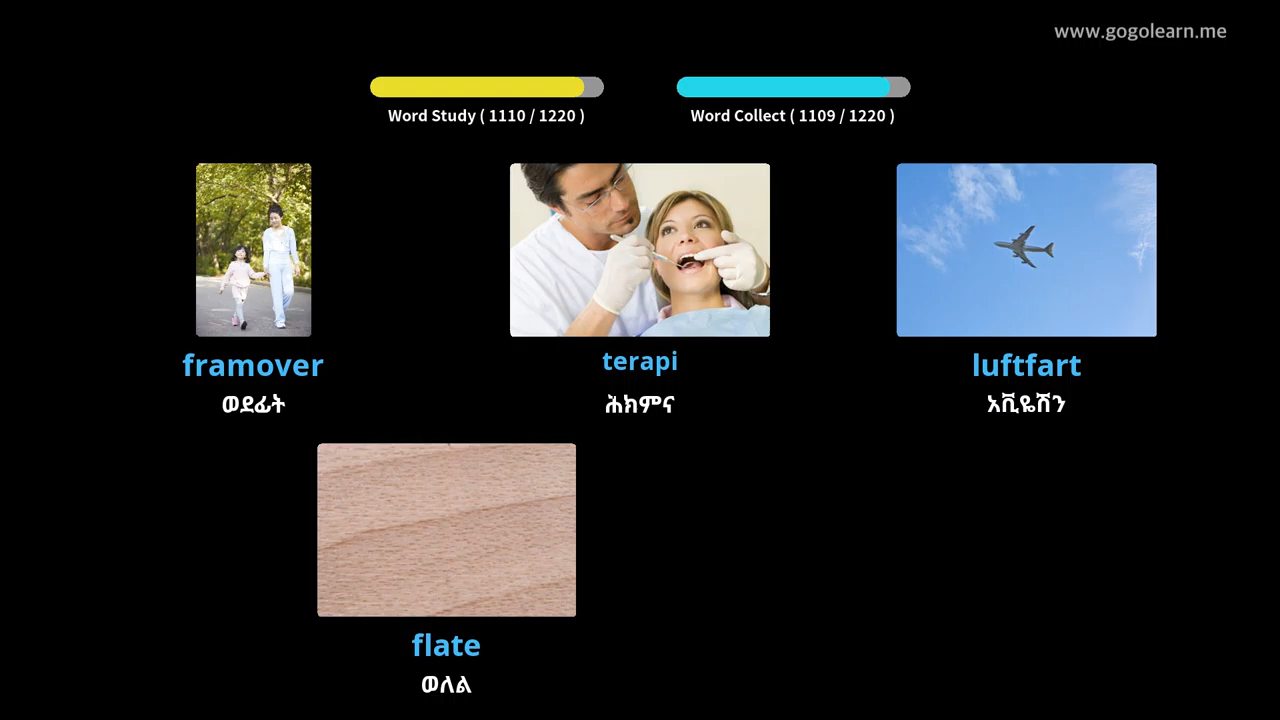 www.gogolearn.me
Word Study ( 1110 / 1220 )
Word Collect ( 1109 / 1220 )
framover
ወደፊት
terapi
ሕክምና
luftfart
አቪዬሽን
flate
ወለል